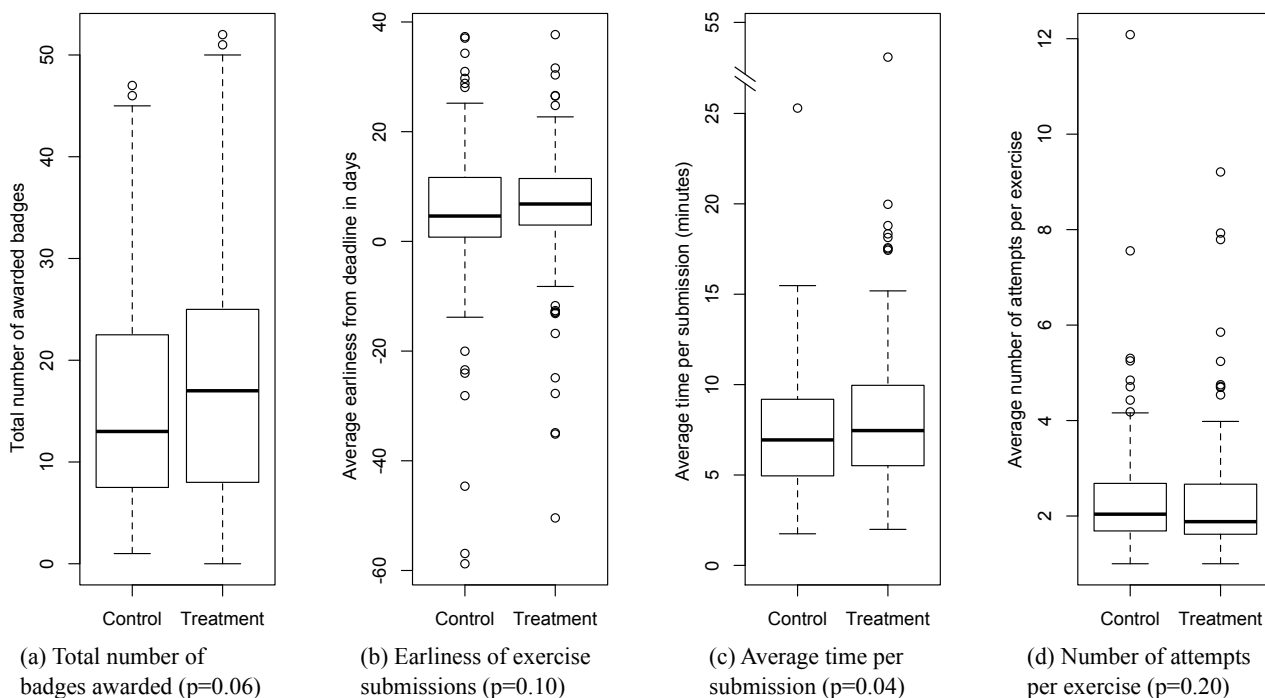 Total number of awarded badges
50
40
30
20
10
0
Control Treatment
(a) Total number of
badges awarded (p=0.06)
Average earliness from deadline in days
40
20
0
-20
-40
-60
Control Treatment
(b) Earliness of exercise
submissions (p=0.10)
Average time per submission (minutes)
55
25
20
15
10
5
0
Control Treatment
(c) Average time per
submission (p=0.04)
Average number of attempts per exercise
12
10
8
6
4
2
Control Treatment
(d) Number of attempts
per exercise (p=0.20)